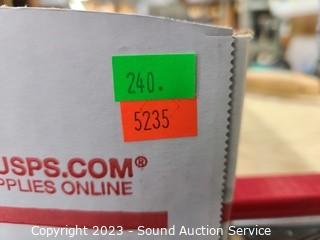 240.
5235
USPS.COM®
PPLIES ONLINE
Copyright 2023 - Sound Auction Service